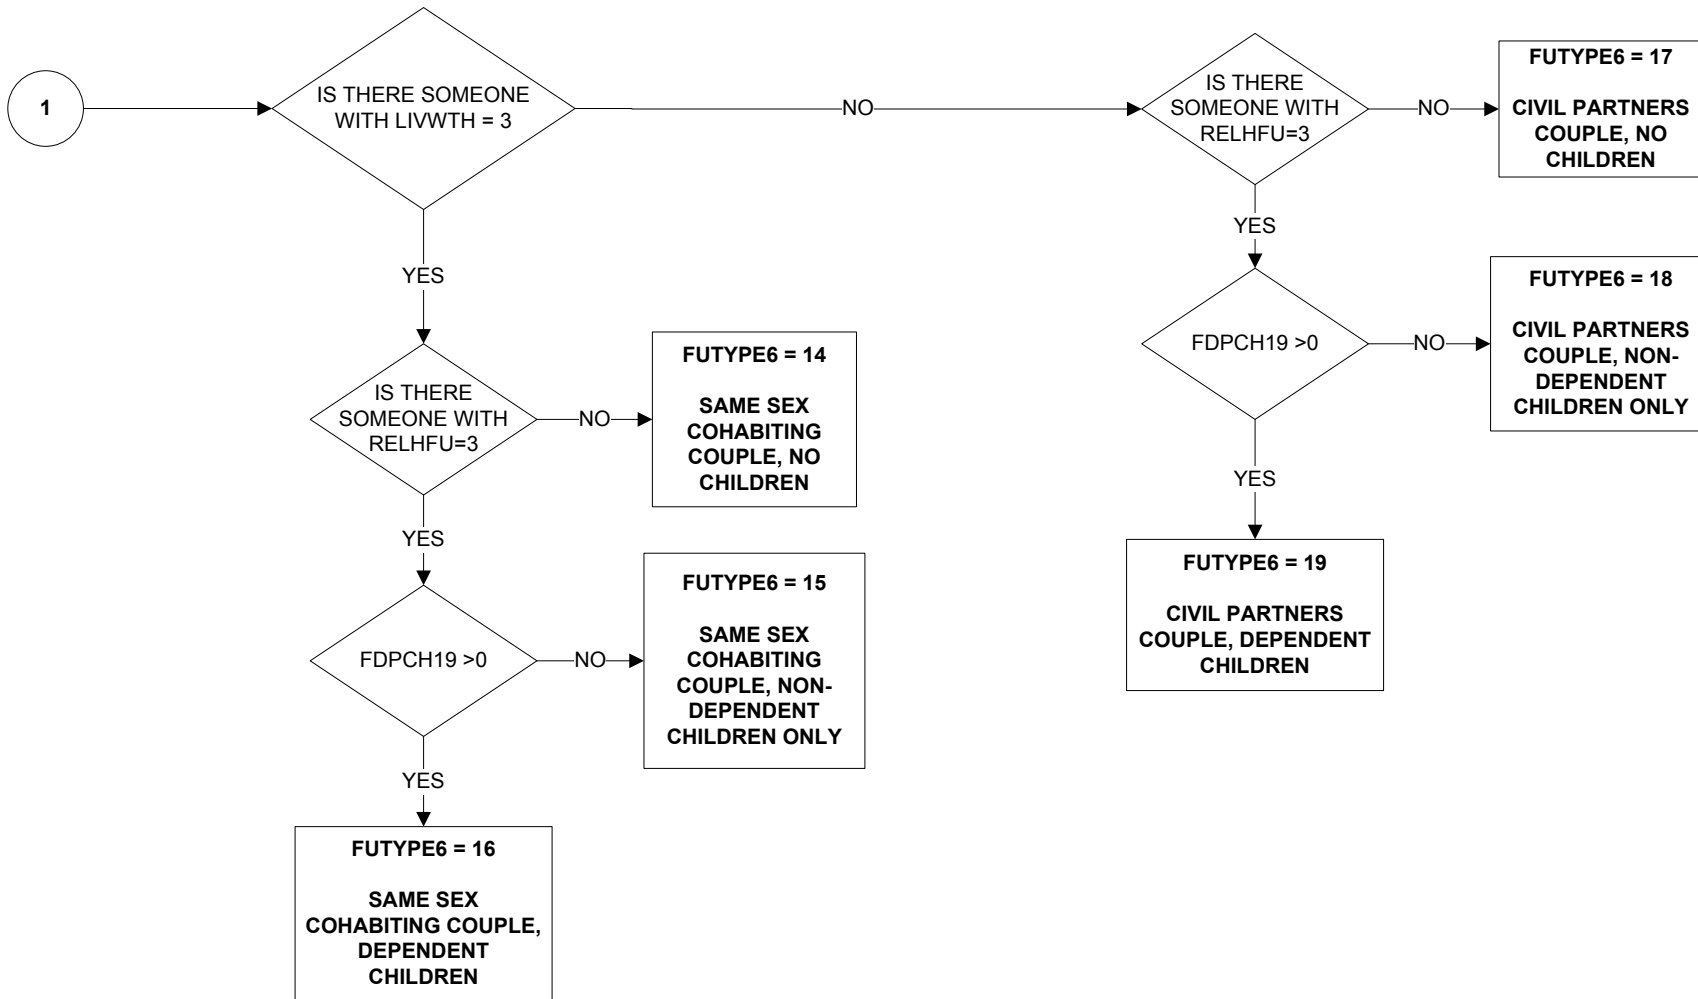 1
IS THERE SOMEONE
WITH LIVWTH = 3
NO
IS THERE
SOMEONE WITH
RELHFU=3
NO
FUTYPE6 = 17
CIVIL PARTNERS
COUPLE, NO
CHILDREN
YES
YES
FDPCH19 >0
NO
FUTYPE6 = 18
CIVIL PARTNERS
COUPLE, NON-
DEPENDENT
CHILDREN ONLY
IS THERE
SOMEONE WITH
RELHFU=3
NO
FUTYPE6 = 14
SAME SEX
COHABITING
COUPLE, NO
CHILDREN
YES
YES
FUTYPE6 = 19
CIVIL PARTNERS
COUPLE, DEPENDENT
CHILDREN
FDPCH19 >0
NO
FUTYPE6 = 15
SAME SEX
COHABITING
COUPLE, NON-
DEPENDENT
CHILDREN ONLY
YES
FUTYPE6 = 16
SAME SEX
COHABITING COUPLE,
DEPENDENT
CHILDREN